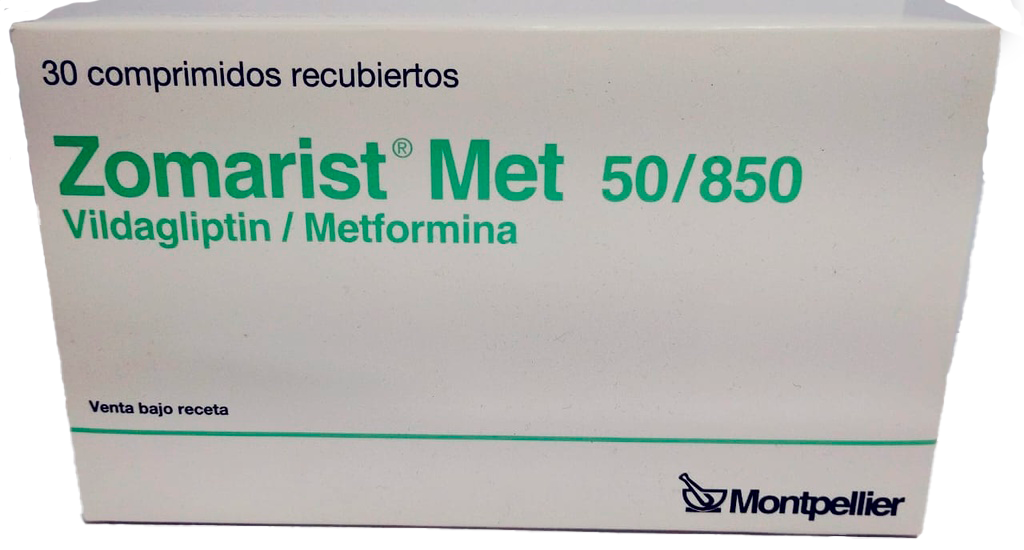 30 comprimidos recubiertos
Zomarist® Met 50/850
Vildagliptin / Metformina
Venta bajo receta
Montpellier